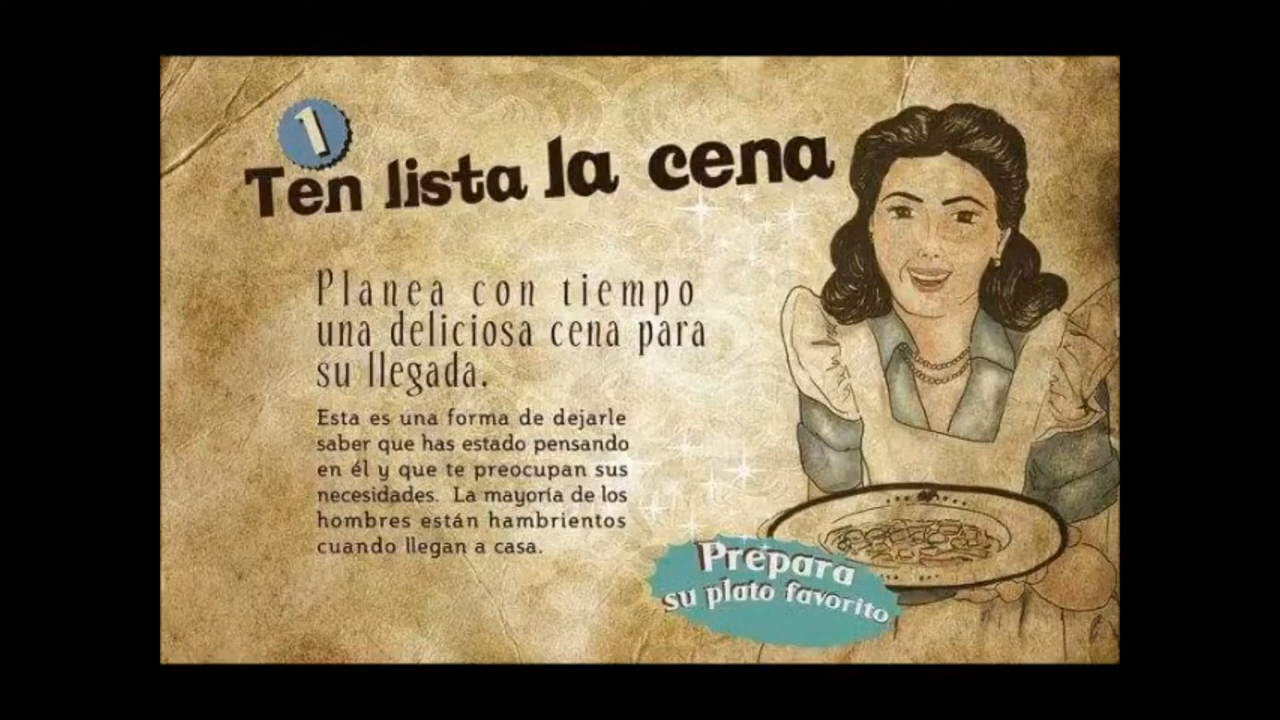 1
Ten lista la cena
Planea con tiempo
una deliciosa cena para
su llegada.
Esta es una forma de dejarle
saber que has estado pensando
en él y que te preocupan sus
necesidades. La mayoría de los
hombres están hambrientos
cuando llegan a casa.
Prepara
su plato favorito